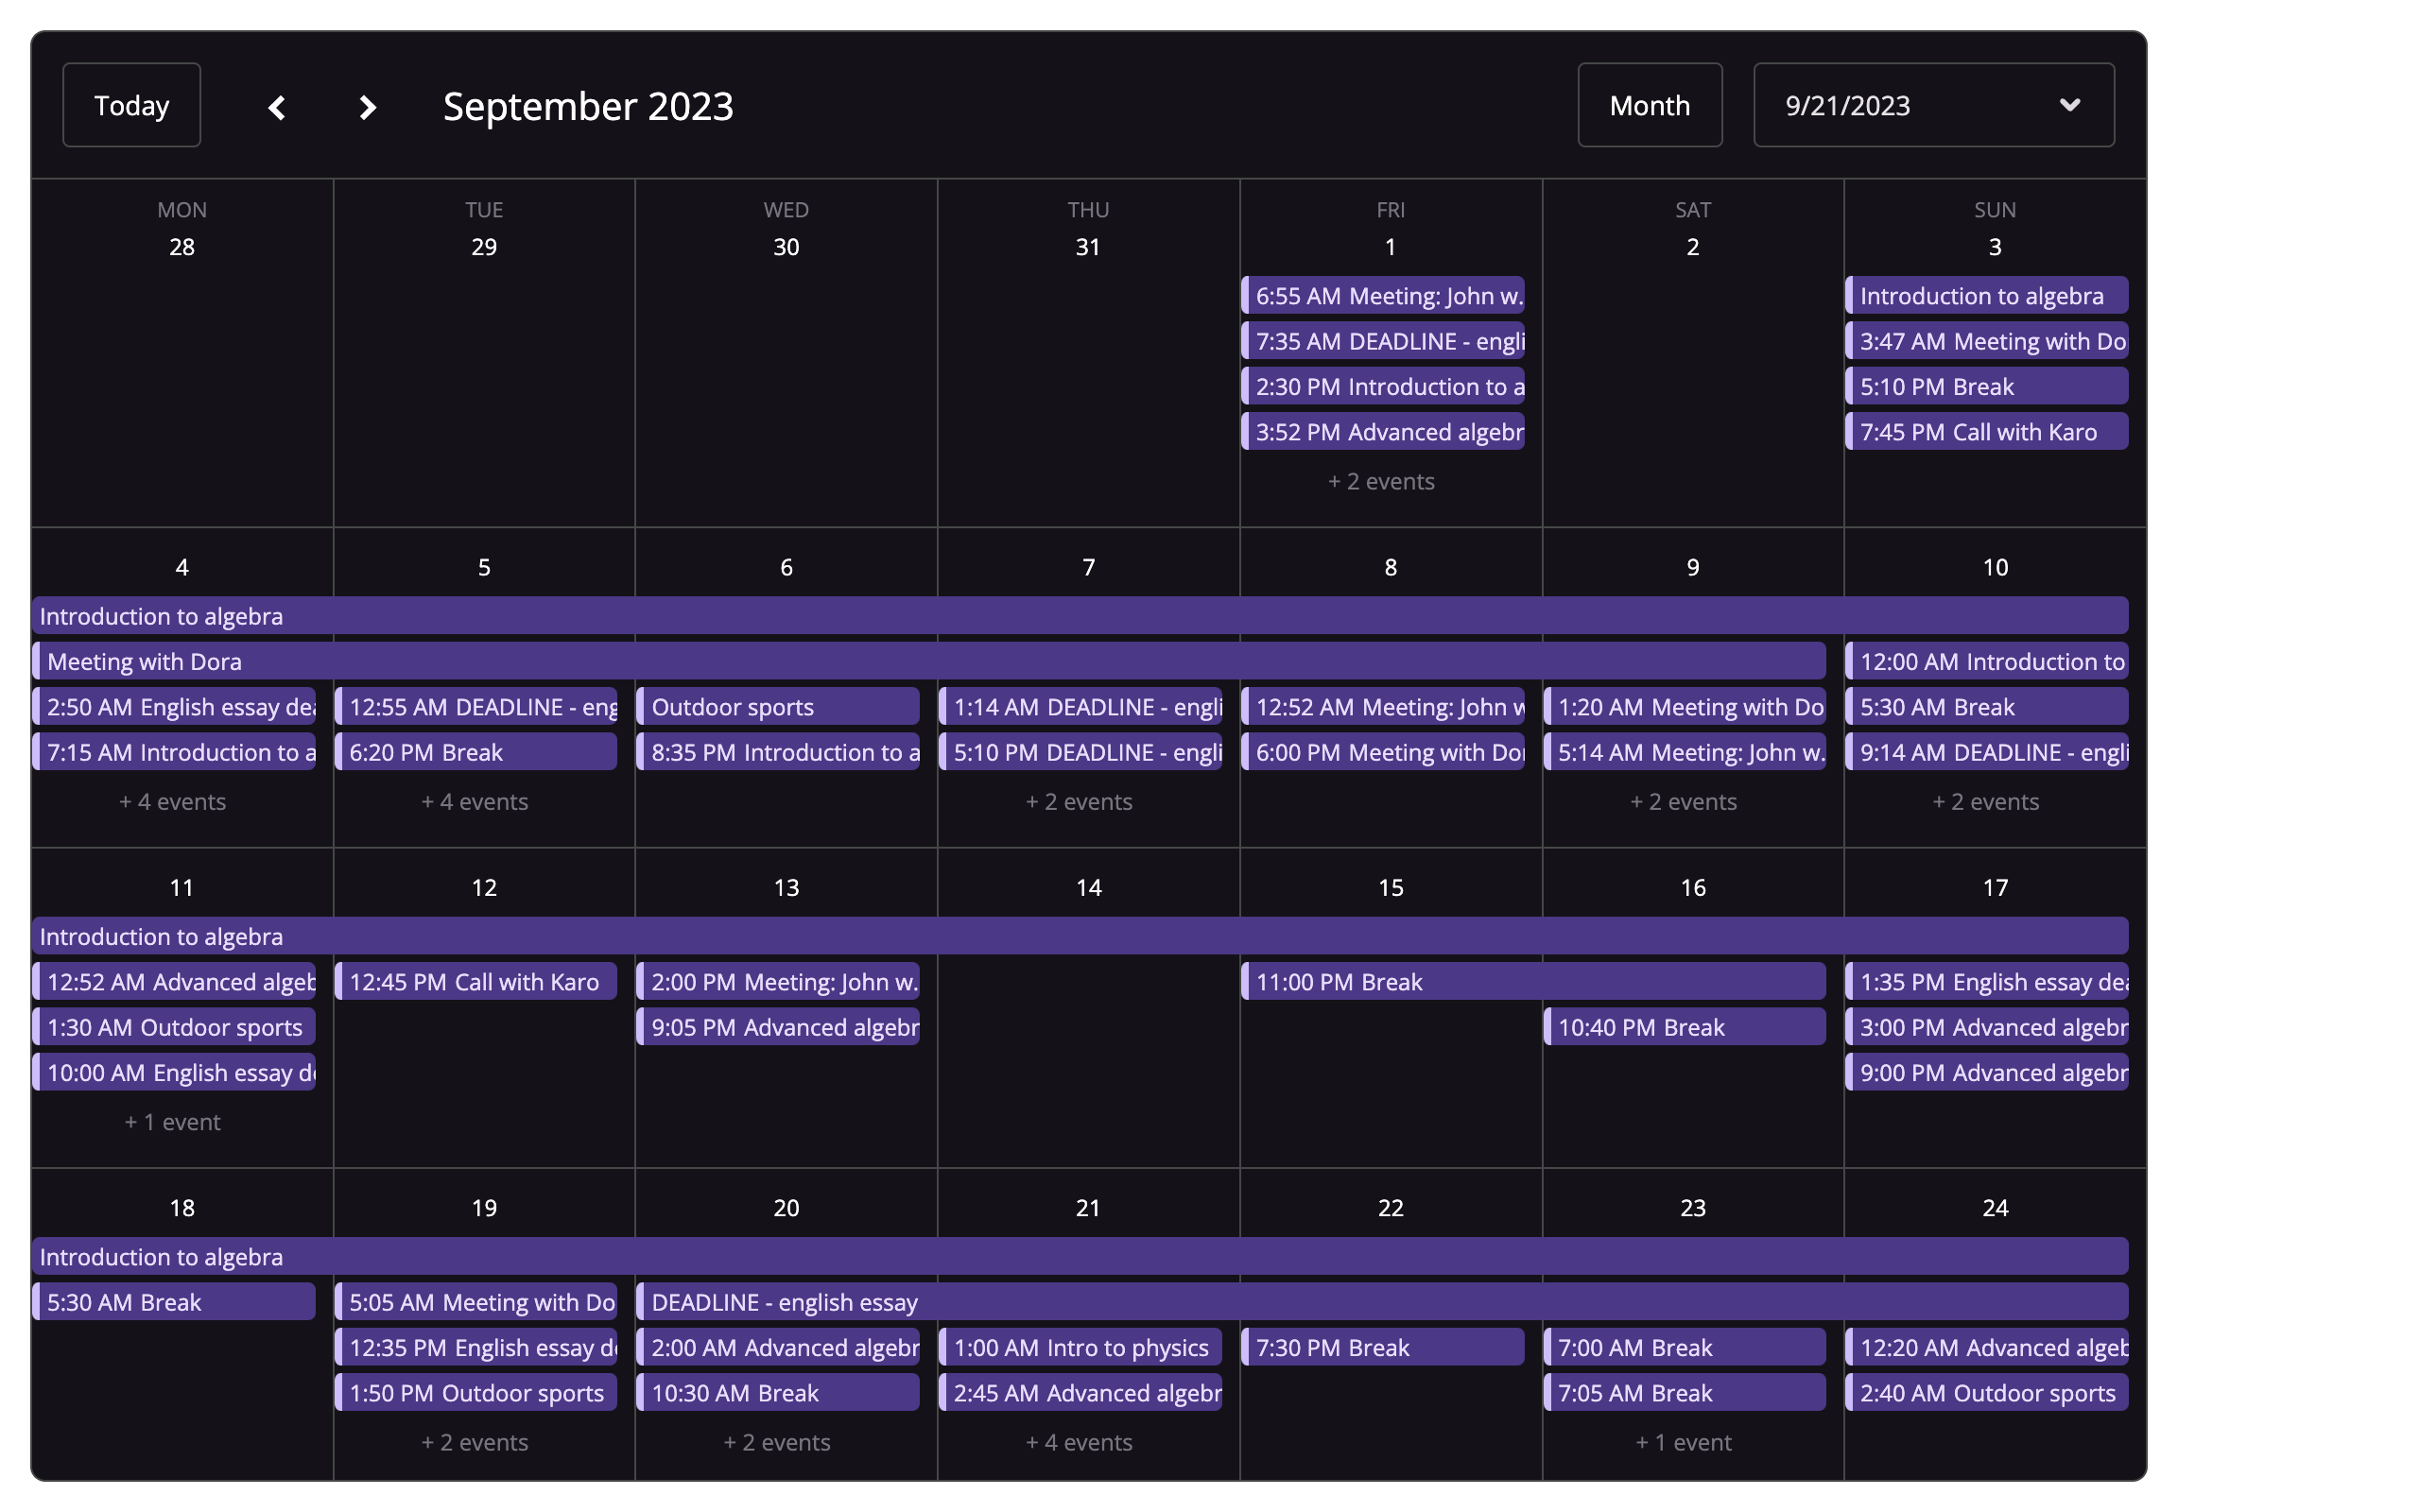 Today
September 2023
Month
9/21/2023
MON TUE WED THU FRI SAT SUN
28 29 30 31 1 2 3
6:55 AM Meeting: John w. Introduction to algebra
7:35 AM DEADLINE - engli 3:47 AM Meeting with Do
2:30 PM Introduction to a 5:10 PM Break
3:52 PM Advanced algebr 7:45 PM Call with Karo
+ 2 events
4 5 6 7 8 9 10
Introduction to algebra
Meeting with Dora 12:00 AM Introduction to
2:50 AM English essay dea 12:55 AM DEADLINE - eng Outdoor sports 1:14 AM DEADLINE - engli 12:52 AM Meeting: John w 1:20 AM Meeting with Do 5:30 AM Break
7:15 AM Introduction to a 6:20 PM Break 8:35 PM Introduction to a 5:10 PM DEADLINE - engli 6:00 PM Meeting with Dor 5:14 AM Meeting: John w. 9:14 AM DEADLINE - engli
+ 4 events + 4 events + 2 events + 2 events + 2 events
11 12 13 14 15 16 17
Introduction to algebra
12:52 AM Advanced algeb 12:45 PM Call with Karo 2:00 PM Meeting: John w. 11:00 PM Break 1:35 PM English essay dea
1:30 AM Outdoor sports 9:05 PM Advanced algebr 10:40 PM Break 3:00 PM Advanced algebr
10:00 AM English essay de 9:00 PM Advanced algebr
+ 1 event
18 19 20 21 22 23 24
Introduction to algebra
5:30 AM Break 5:05 AM Meeting with Do DEADLINE - english essay
12:35 PM English essay de 2:00 AM Advanced algebr 1:00 AM Intro to physics 7:30 PM Break 7:00 AM Break 12:20 AM Advanced algeb
1:50 PM Outdoor sports 10:30 AM Break 2:45 AM Advanced algebr 7:05 AM Break 2:40 AM Outdoor sports
+ 2 events + 2 events + 4 events + 1 event